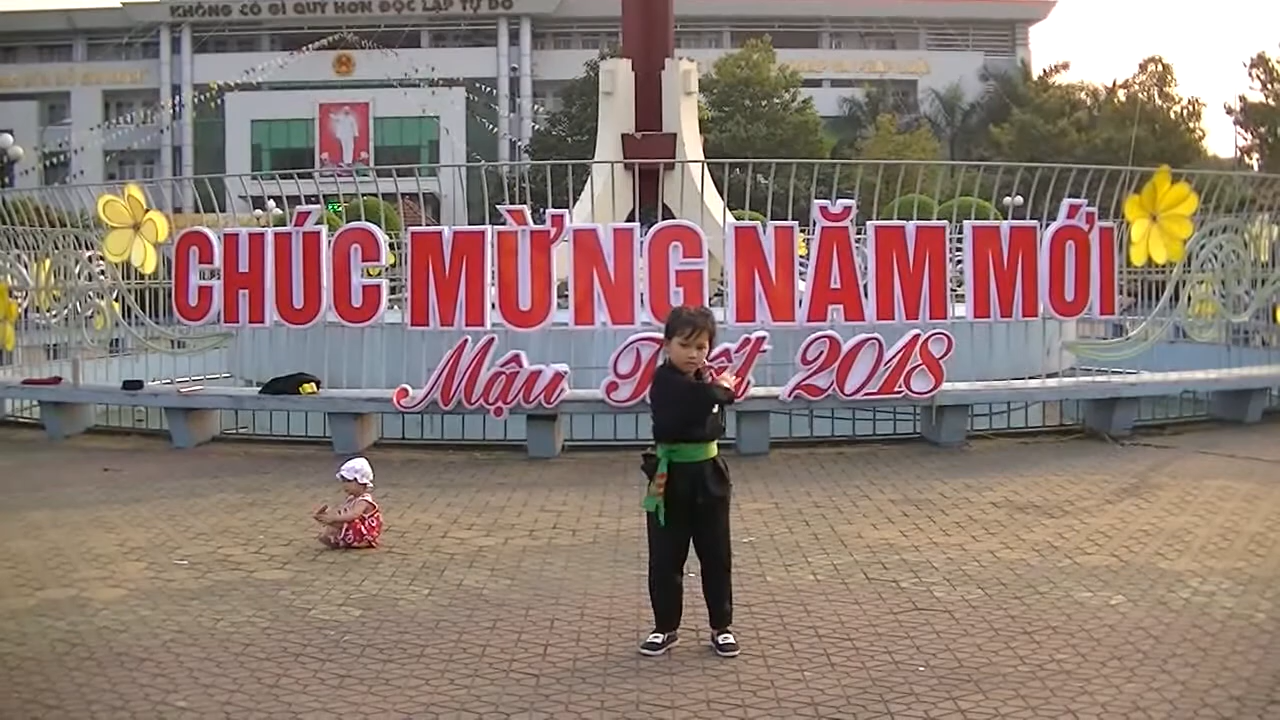 KHÔNG CÓ GÌ QUÝ HƠN ĐỘC LẬP TỰ DO
CHÚC MỪNG NĂM MỚI
Mậu 2018